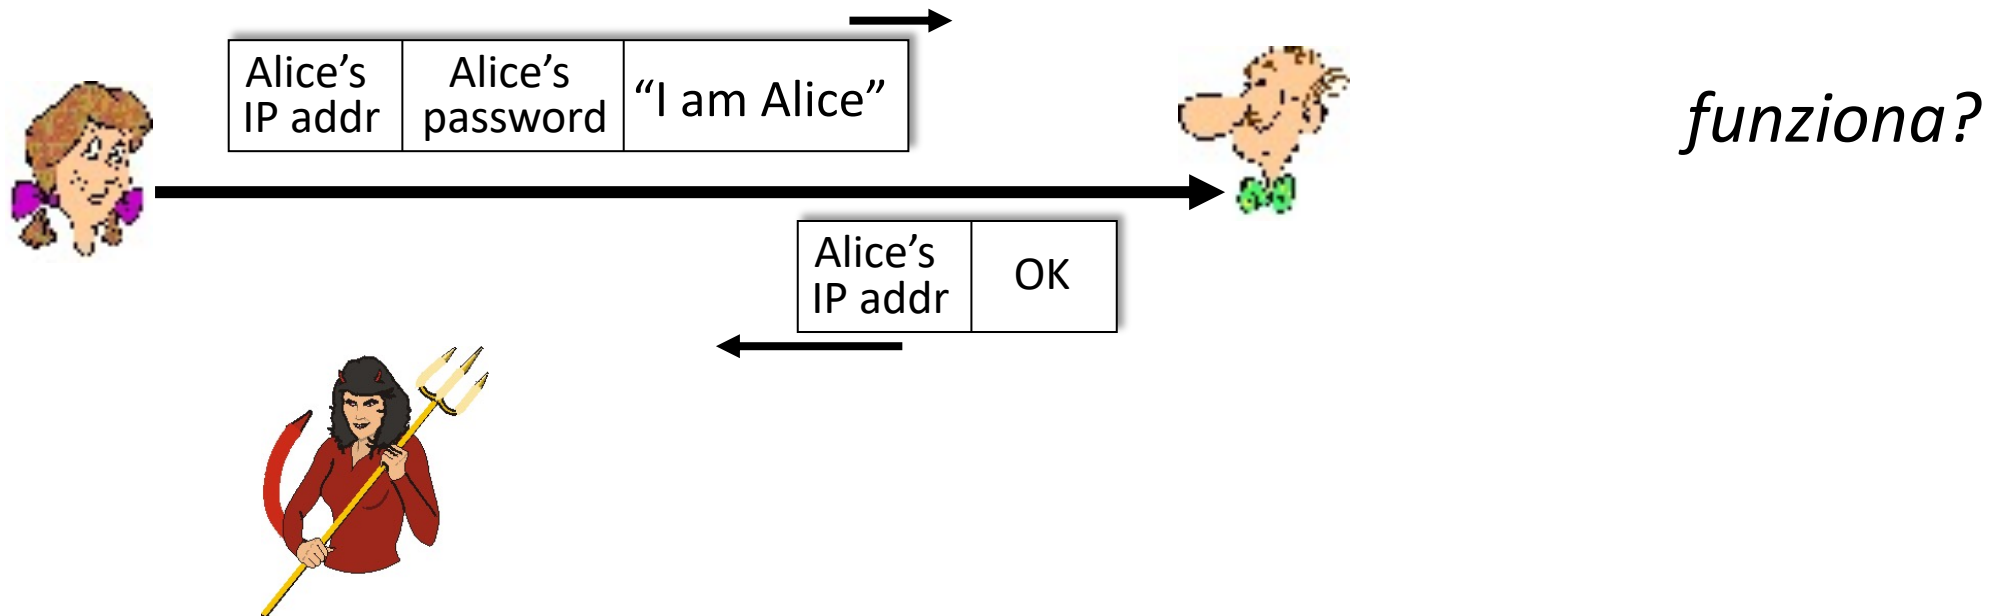 Alice’s
IP addr
Alice’s
password
“I am Alice”
funziona?
Alice’s
IP addr
OK